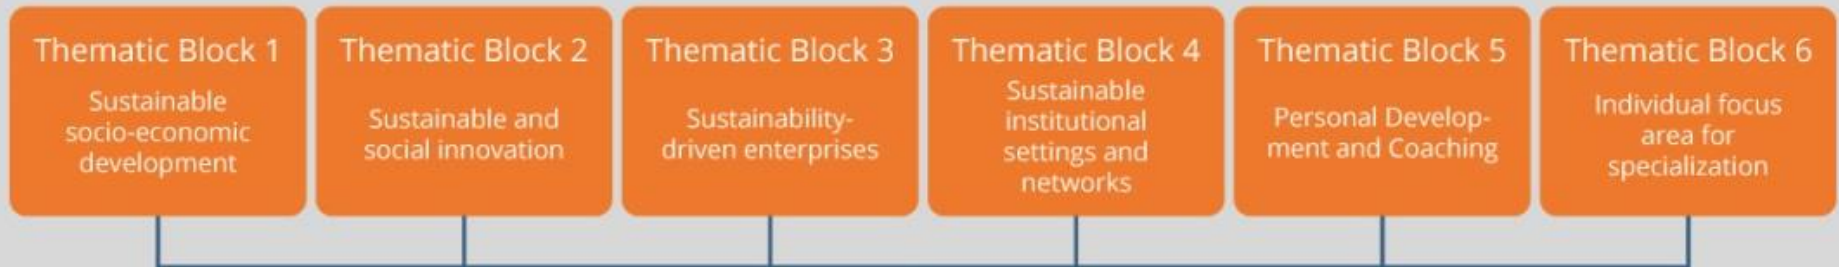 Thematic Block 1
Sustainable
socio-economic
development
Thematic Block 2
Sustainable and
social innovation
Thematic Block 3
Sustainability-
driven enterprises
Thematic Block 4
Sustainable
institutional
settings and
networks
Thematic Block 5
Personal Develop-
ment and Coaching
Thematic Block 6
Individual focus
area for
specialization